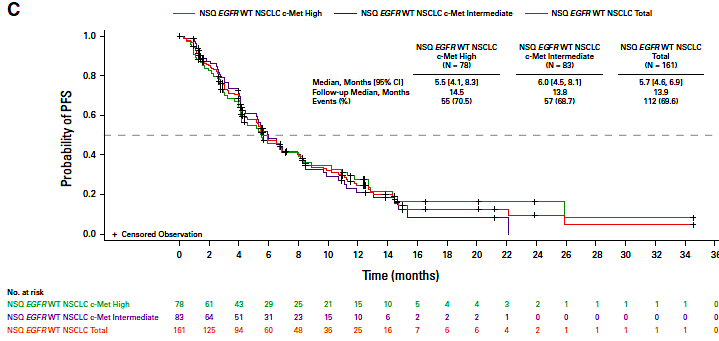 C
NSQ EGFR WT NSCLC c-Met High NSQ EGFR WT NSCLC c-Met Intermediate NSQ EGFR WT NSCLC Total
NSQ EGFR WT NSCLC NSQ EGFR WT NSCLC NSQ EGFR WT NSCLC
c-Met High c-Met Intermediate Total
(N = 78) (N = 83) (N = 161)
Median, Months [95% CI] 5.5 [4.1, 8.3] 6.0 [4.5, 8.1] 5.7 [4.6, 6.9]
Follow-up Median, Months 14.5 13.8 13.9
Events (%) 55 (70.5) 57 (68.7) 112 (69.6)
Probability of PFS
1.0
0.8
0.6
0.4
0.2
0.0
+ Censored Observation
0 2 4 6 8 10 12 14 16 18 20 22 24 26 28 30 32 34 36
Time (months)
No. at risk
NSQ EGFR WT NSCLC c-Met High 78 61 43 29 25 21 15 10 5 4 4 3 2 1 1 1 1 1 0
NSQ EGFR WT NSCLC c-Met Intermediate 83 64 51 31 23 15 10 6 2 2 2 1 0 0 0 0 0 0 0
NSQ EGFR WT NSCLC Total 161 125 94 60 48 36 25 16 7 6 6 4 2 1 1 1 1 1 0